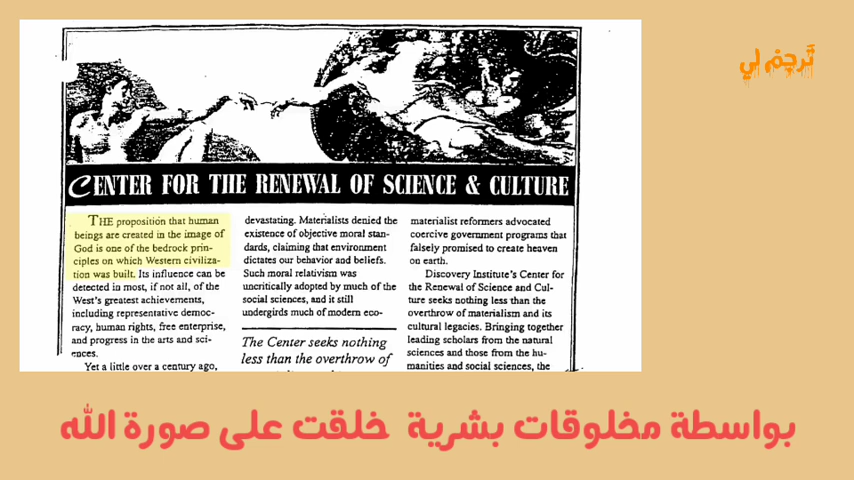 تَرجِم لي
CENTER FOR THE RENEWAL OF SCIENCE & CULTURE
THE proposition that human
beings are created in the image of
God is one of the bedrock prin-
ciples on which Western civiliza-
tion was built. Its influence can be
detected in most, if not all, of the
West's greatest achievements,
including representative democ-
racy, human rights, free enterprise,
and progress in the arts and sci-
ences.
Yet a little over a century ago,
devastating. Materialists denied the
existence of objective moral stan-
dards, claiming that environment
dictates our behavior and beliefs.
Such moral relativism was
uncritically adopted by much of the
social sciences, and it still
undergirds much of modern eco-
The Center seeks nothing
less than the overthrow of
materialist reformers advocated
coercive government programs that
falsely promised to create heaven
on earth.
Discovery Institute's Center for
the Renewal of Science and Cul-
ture seeks nothing less than the
overthrow of materialism and its
cultural legacies. Bringing together
leading scholars from the natural
sciences and those from the hu-
manities and social sciences, the
بواسطة مخلوقات بشرية خلقت على صورة الله